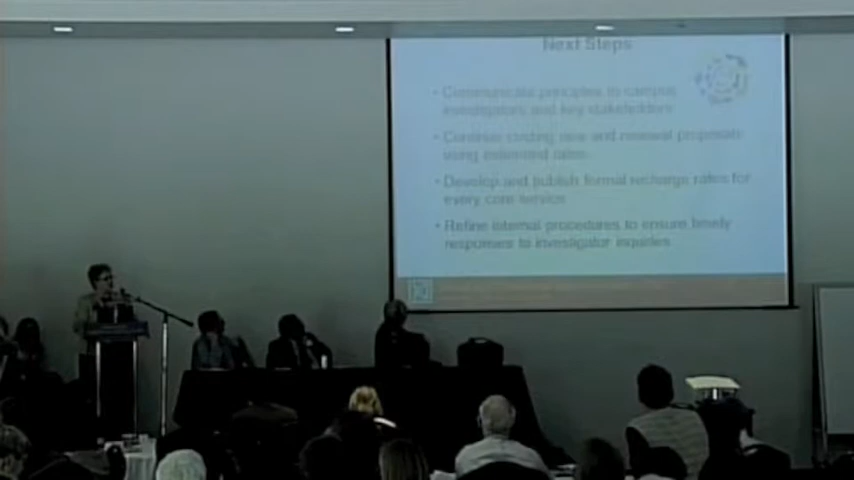 Next Steps
• Communicate principles to campus
investigators and key stakeholders
• Continue costing new and renewal proposals
using estimated rates
• Develop and publish formal recharge rates for
every core service
• Refine internal procedures to ensure timely
responses to investigator inquiries